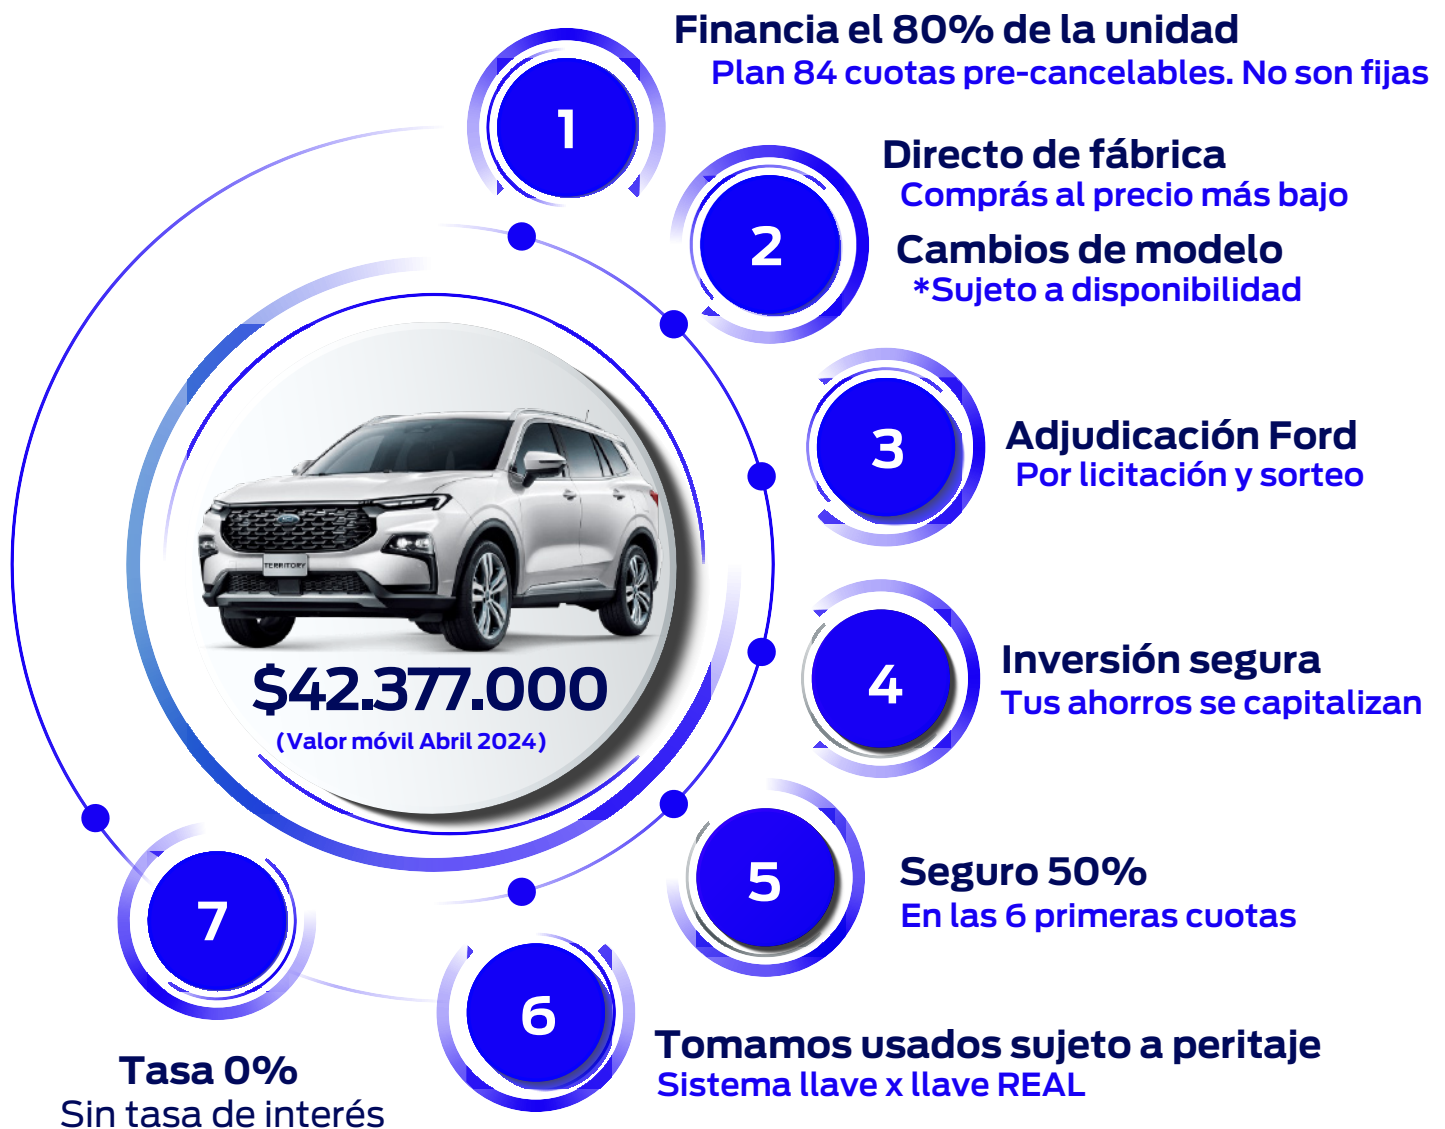 1
Financia el 80% de la unidad
Plan 84 cuotas pre-cancelables. No son fijas
2
Directo de fábrica
Comprás al precio más bajo
Cambios de modelo
*Sujeto a disponibilidad
3
Adjudicación Ford
Por licitación y sorteo
4
Inversión segura
Tus ahorros se capitalizan
5
Seguro 50%
En las 6 primeras cuotas
6
Tomamos usados sujeto a peritaje
Sistema llave x llave REAL
7
Tasa 0%
Sin tasa de interés
Ford
TERRITORY
$42.377.000
(Valor móvil Abril 2024)